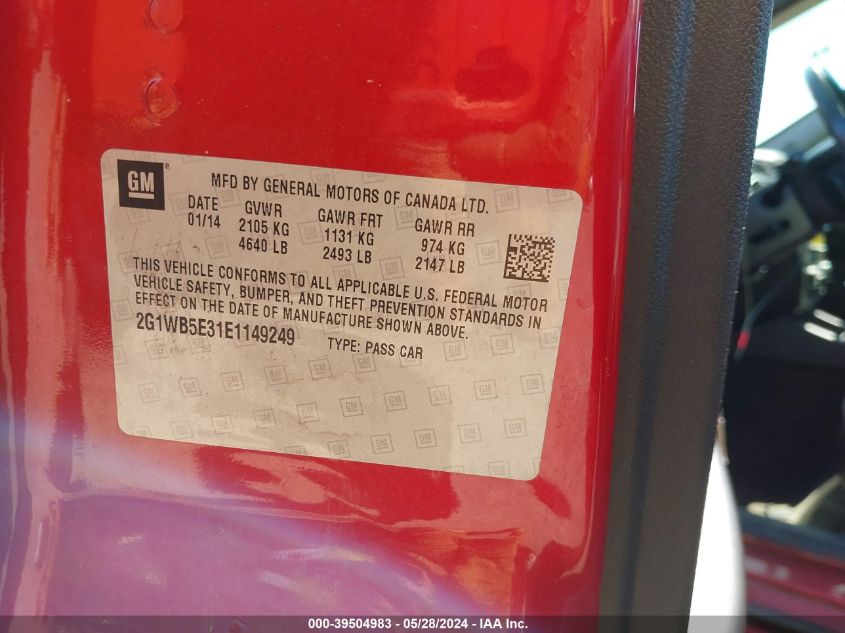 GM ®
MFD BY GENERAL MOTORS OF CANADA LTD.
DATE GVWR GAWR FRT GAWR RR
01/14 2105 KG 1131 KG 974 KG
4640 LB 2493 LB 2147 LB
THIS VEHICLE CONFORMS TO ALL APPLICABLE U.S. FEDERAL MOTOR
VEHICLE SAFETY, BUMPER, AND THEFT PREVENTION STANDARDS IN
EFFECT ON THE DATE OF MANUFACTURE SHOWN ABOVE.
2G1WB5E31E1149249 TYPE: PASS CAR
000-39504983 / 05/28/2024 - IAA Inc.